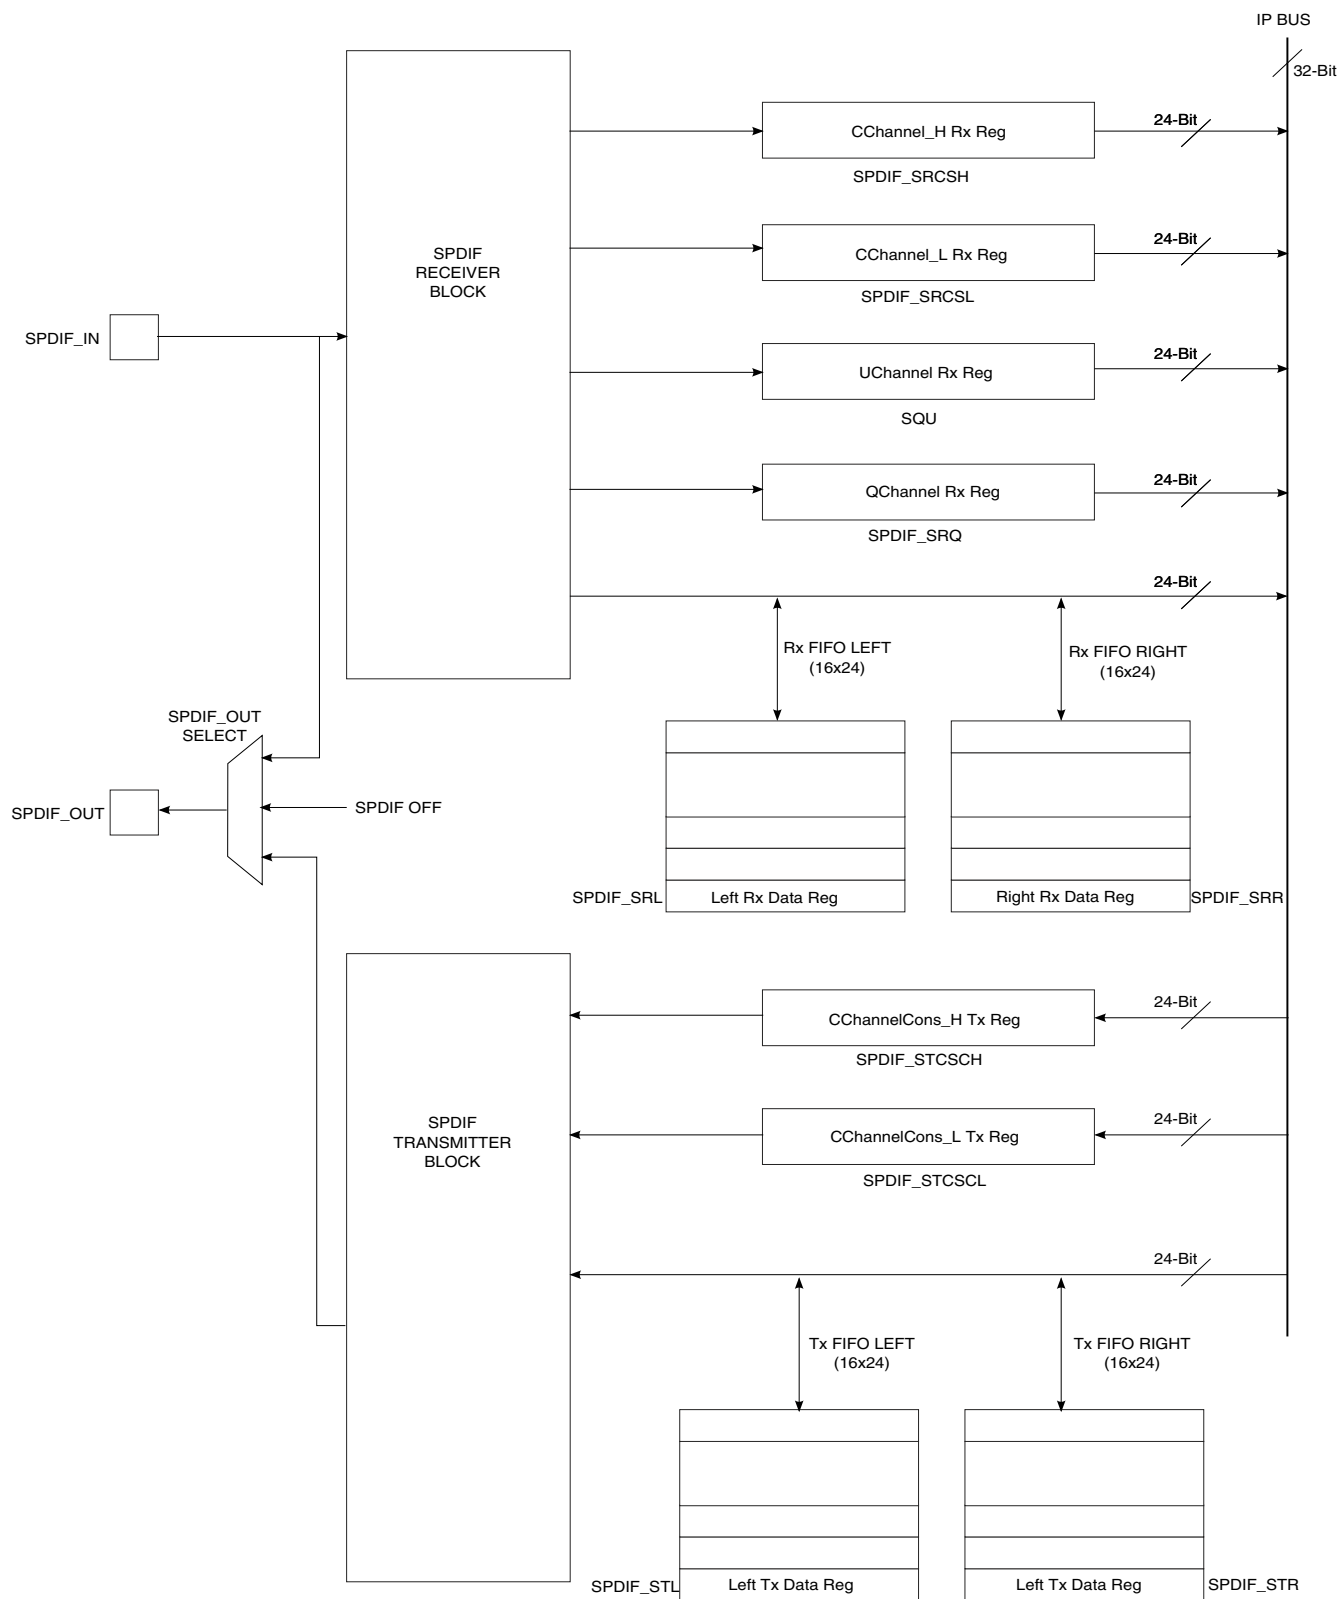 IP BUS
32-Bit
24-Bit
CChannel_H Rx Reg
SPDIF_SRCSH
24-Bit
SPDIF
RECEIVER
BLOCK
CChannel_L Rx Reg
SPDIF_SRCSL
SPDIF_IN
24-Bit
UChannel Rx Reg
SQU
24-Bit
QChannel Rx Reg
SPDIF_SRQ
24-Bit
Rx FIFO LEFT
(16x24)
Rx FIFO RIGHT
(16x24)
SPDIF_OUT
SELECT
SPDIF_OUT
SPDIF OFF
SPDIF_SRL
Left Rx Data Reg
Right Rx Data Reg
SPDIF_SRR
24-Bit
CChannelCons_H Tx Reg
SPDIF_STCSCH
SPDIF
TRANSMITTER
BLOCK
24-Bit
CChannelCons_L Tx Reg
SPDIF_STCSCL
24-Bit
Tx FIFO LEFT
(16x24)
Tx FIFO RIGHT
(16x24)
SPDIF_STL
Left Tx Data Reg
Left Tx Data Reg
SPDIF_STR